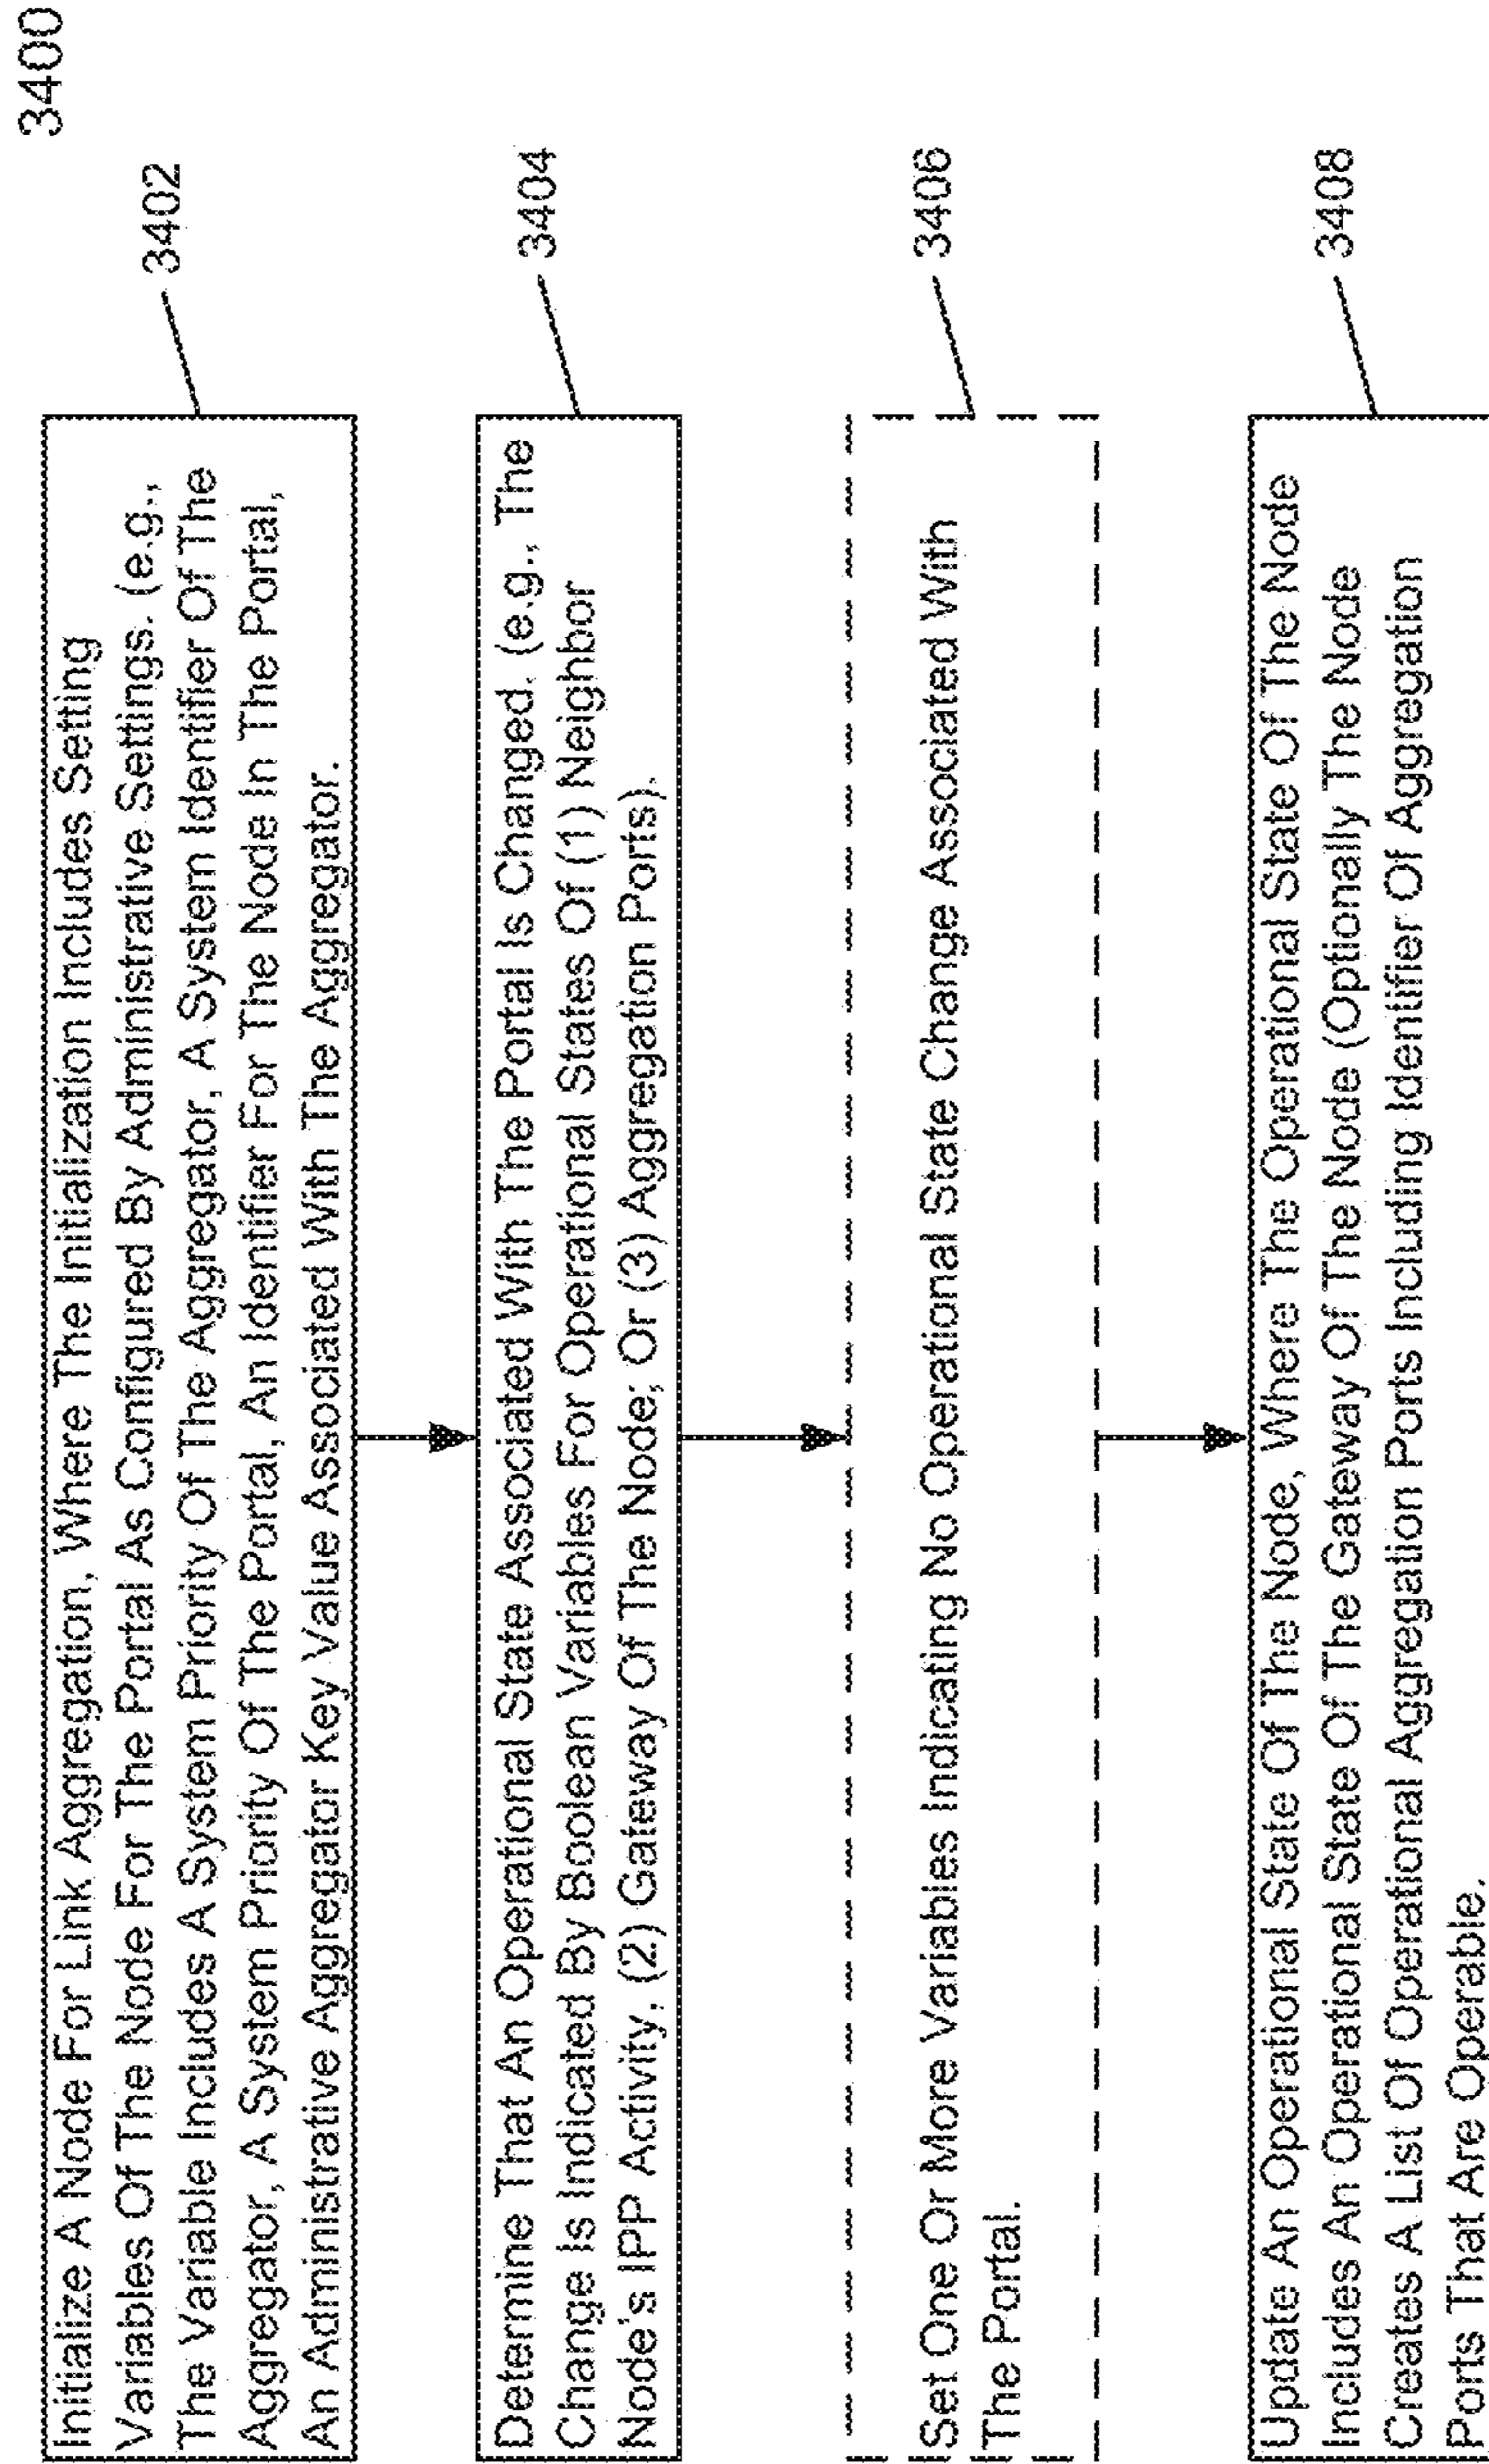 3400
Initialize A Node For Link Aggregation, Where The Initialization Includes Setting
Variables Of The Node For The Portal As Configured By Administrative Settings. (e.g.,
The Variable Includes A System Priority Of The Aggregator, A System Identifier Of The
Aggregator, A System Priority Of The Portal, An Identifier For The Node In The Portal,
An Administrative Aggregator Key Value Associated With The Aggregator.
3402
Determine That An Operational State Associated With The Portal Is Changed. (e.g., The
Change Is Indicated By Boolean Variables For Operational States Of (1) Neighbor
Node's IPP Activity, (2) Gateway Of The Node; Or (3) Aggregation Ports).
3404
Set One Or More Variables Indicating No Operational State Change Associated With
The Portal.
3406
Update An Operational State Of The Node, Where The Operational State Of The Node
Includes An Operational State Of The Gateway Of The Node (Optionally The Node
Creates A List Of Operational Aggregation Ports Including Identifier Of Aggregation
Ports That Are Operable.
3408